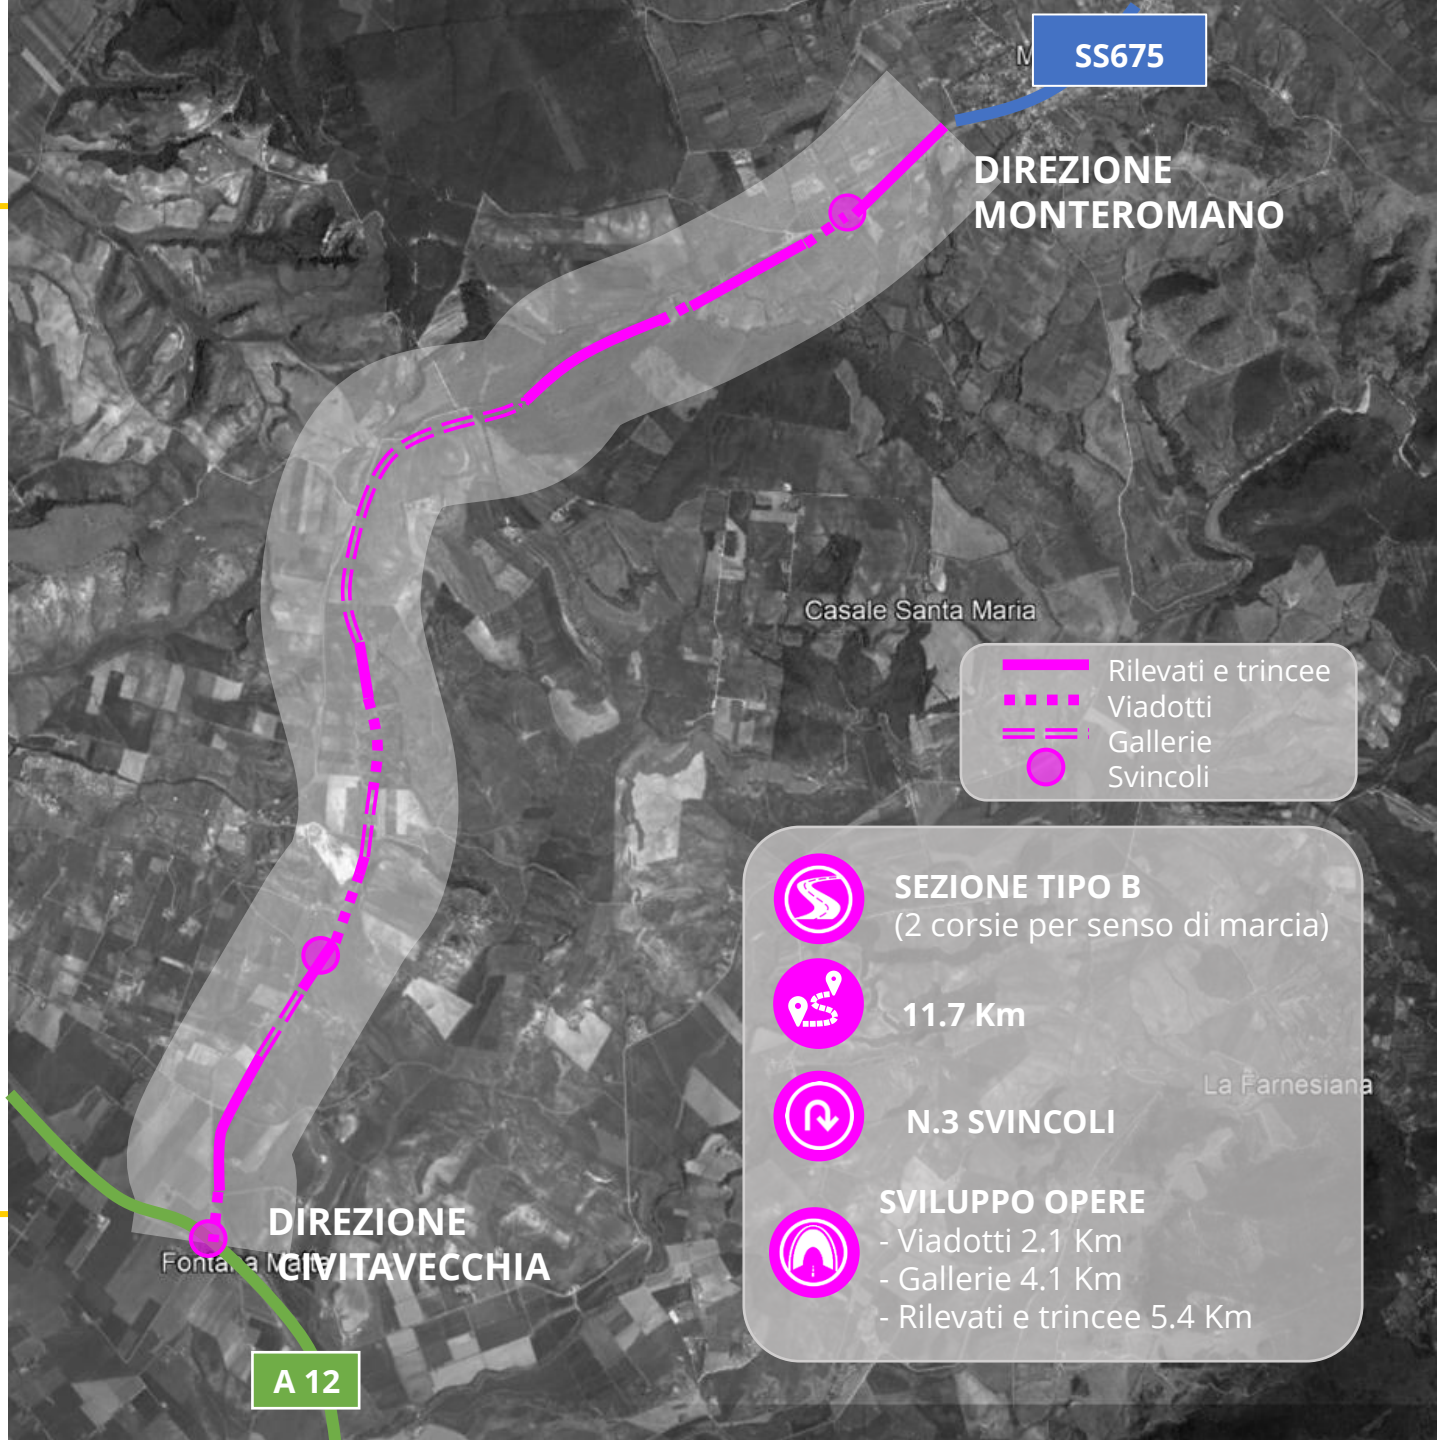 SS675
DIREZIONE
MONTEROMANO
Casale Santa Maria
Rilevati e trincee
Viadotti
Gallerie
Svincoli
SEZIONE TIPO B
(2 corsie per senso di marcia)
11.7 Km
N.3 SVINCOLI
La Farnesiana
SVILUPPO OPERE
- Viadotti 2.1 Km
- Gallerie 4.1 Km
- Rilevati e trincee 5.4 Km
DIREZIONE
CIVITAVECCHIA
A 12